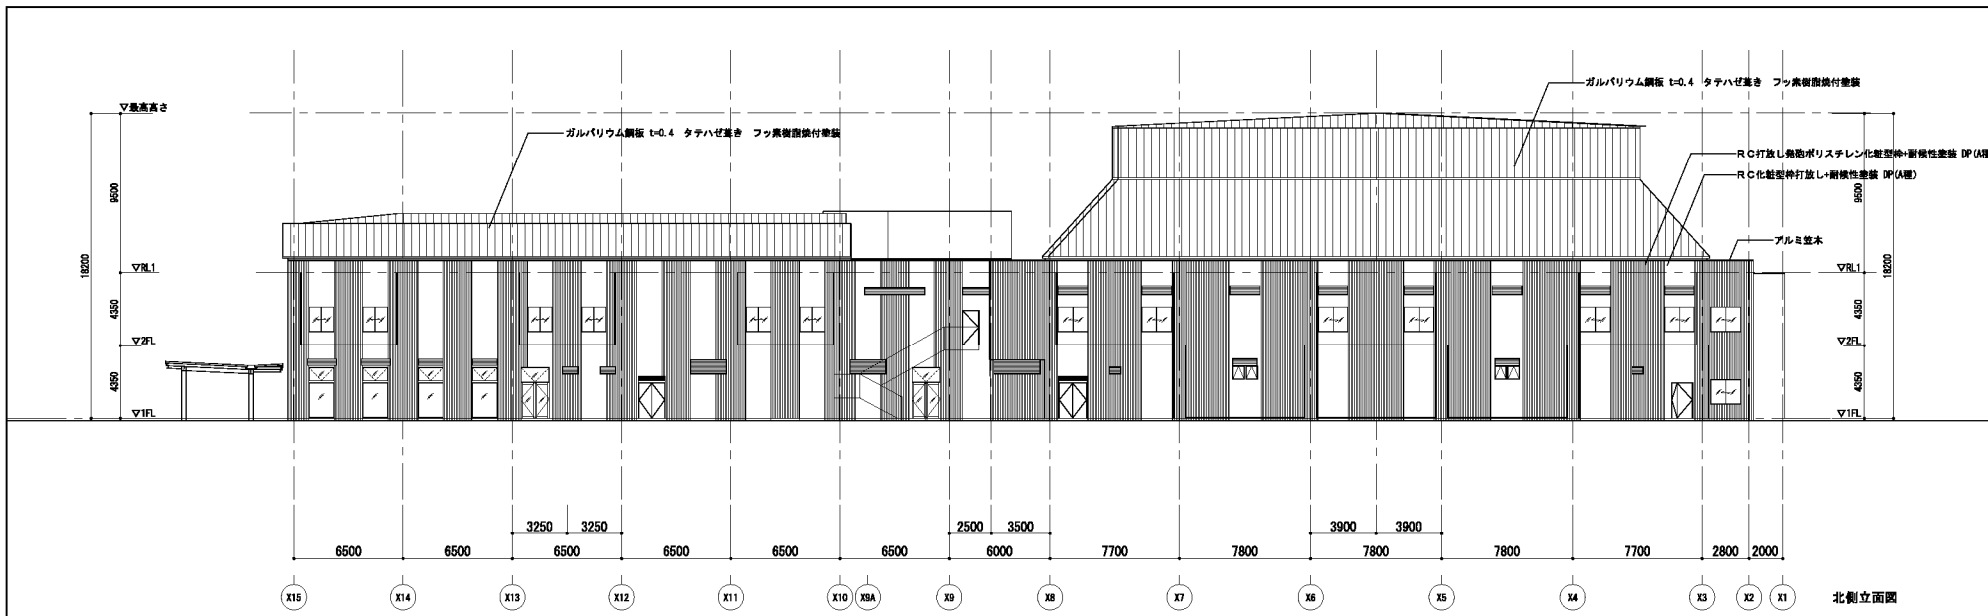 ガルバリウム鋼板 t=0.4 タテハゼ葺き フッ素樹脂焼付塗装
▽最高高さ
ガルバリウム鋼板 t=0.4 タテハゼ葺き フッ素樹脂焼付塗装
RC打放し発砲ポリスチレン化粧型枠+耐候性塗装 DP(A種
RC化粧型枠打放し+耐候性塗装 DP(A種)
9500
9500
アルミ笠木
18200
▽RL1
▽RL1
18200
4350
4350
▽2FL
▽2FL
4350
4350
▽1FL
▽1FL
3250 3250 2500 3500 3900 3900
6500 6500 6500 6500 6500 6500 6000 7700 7800 7800 7800 7700 2800 2000
X15 X14 X13 X12 X11 X10 X9A X9 X8 X7 X6 X5 X4 X3 X2 X1
北側立面図